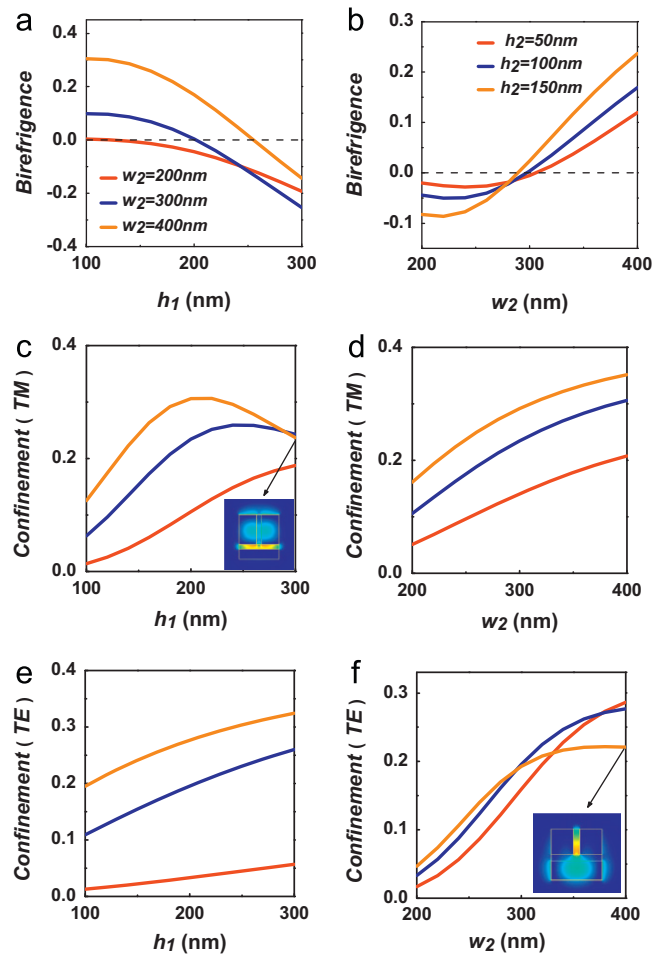 a
Birefrigence
0.4
0.2
0.0
-0.2
0.4
w2=200nm
w2=300nm
w2=400nm
100
200
300
h1 (nm)
b
Birefrigence
0.3
0.2
0.1
0.0
-0.1
h2=50nm
h2=100nm
h2=150nm
200
300
400
w2 (nm)
c
Confinement ( TM )
0.4
0.2
0.0
100
200
300
h1 (nm)
d
Confinement ( TM )
0.4
0.2
0.0
200
300
400
w2 (nm)
e
Confinement ( TE )
0.4
0.3
0.2
0.1
0.0
100
200
300
h1 (nm)
f
Confinement ( TE )
0.3
0.2
0.1
0.0
200
300
400
w2 (nm)